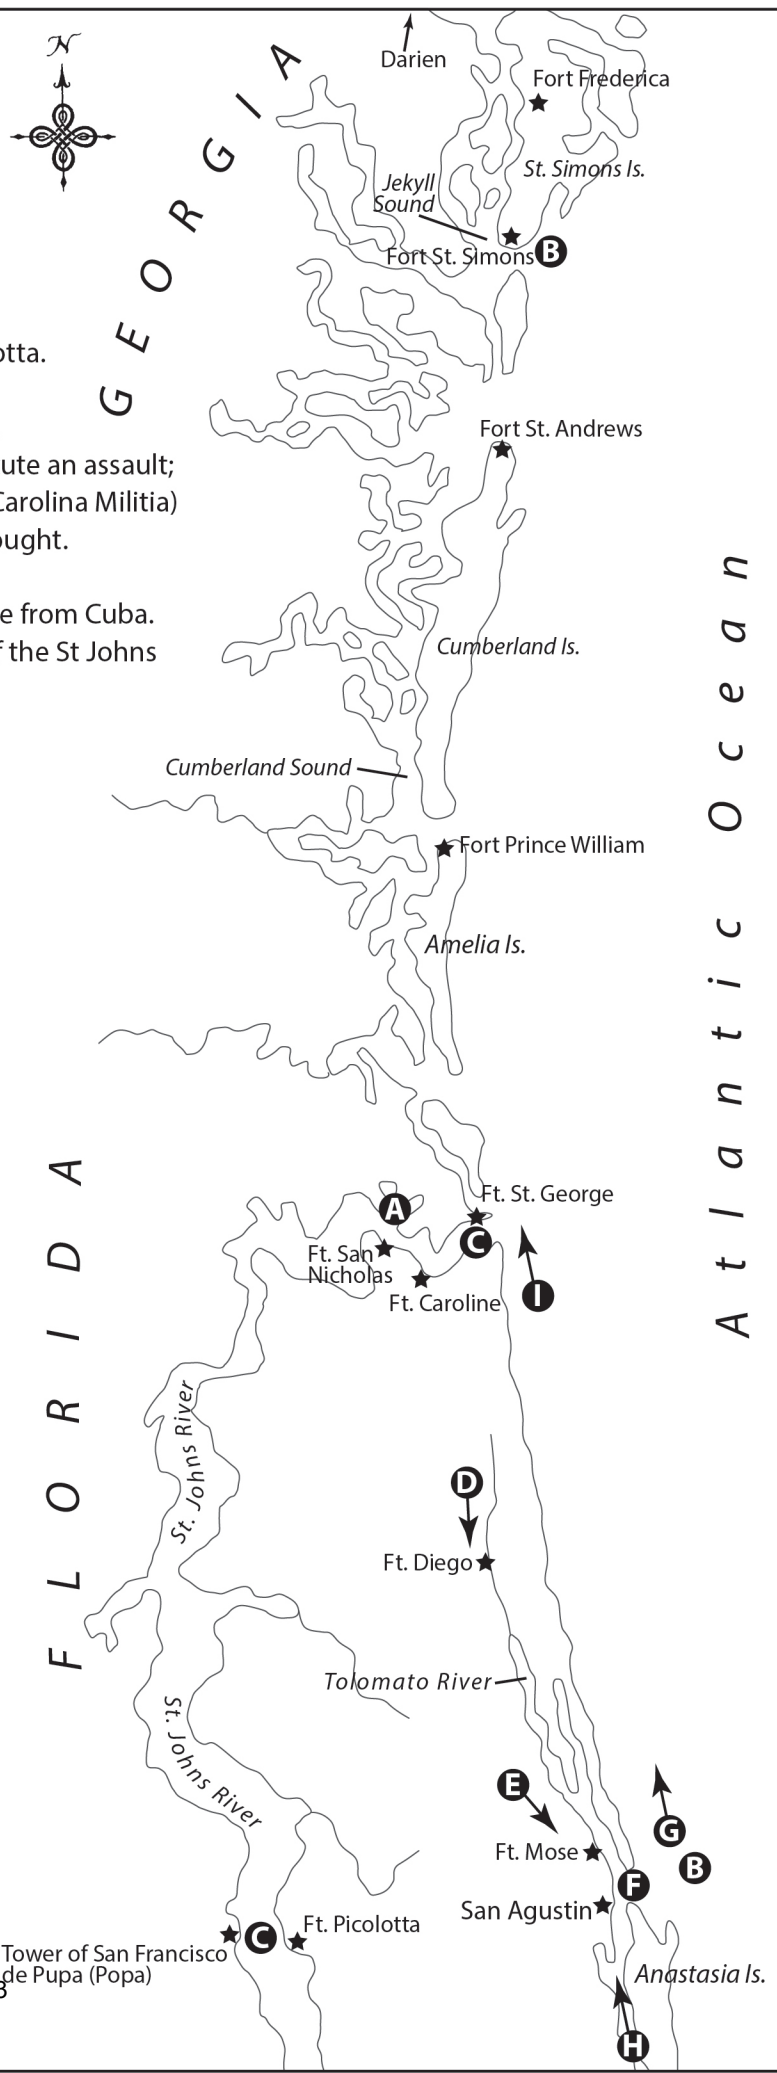 N
Darien
Fort Frederica
GEORGIA
St. Simons Is.
Jekyll
Sound
Fort St. Simons
B
otta.
Fort St. Andrews
ute an assault;
Carolina Militia)
ought.
Atlantic Ocean
e from Cuba.
f the St Johns
Cumberland Is.
Cumberland Sound
Fort Prince William
Amelia Is.
FLORIDA
Ft. St. George
A
C
Ft. San
Nicholas
Ft. Caroline
I
St. Johns River
D
Ft. Diego
Tolomato River
St. Johns River
E
G
Ft. Mose
B
F
San Agustin
Ft. Picolotta
C
Tower of San Francisco
de Pupa (Popa)
Anastasia Is.
3
H